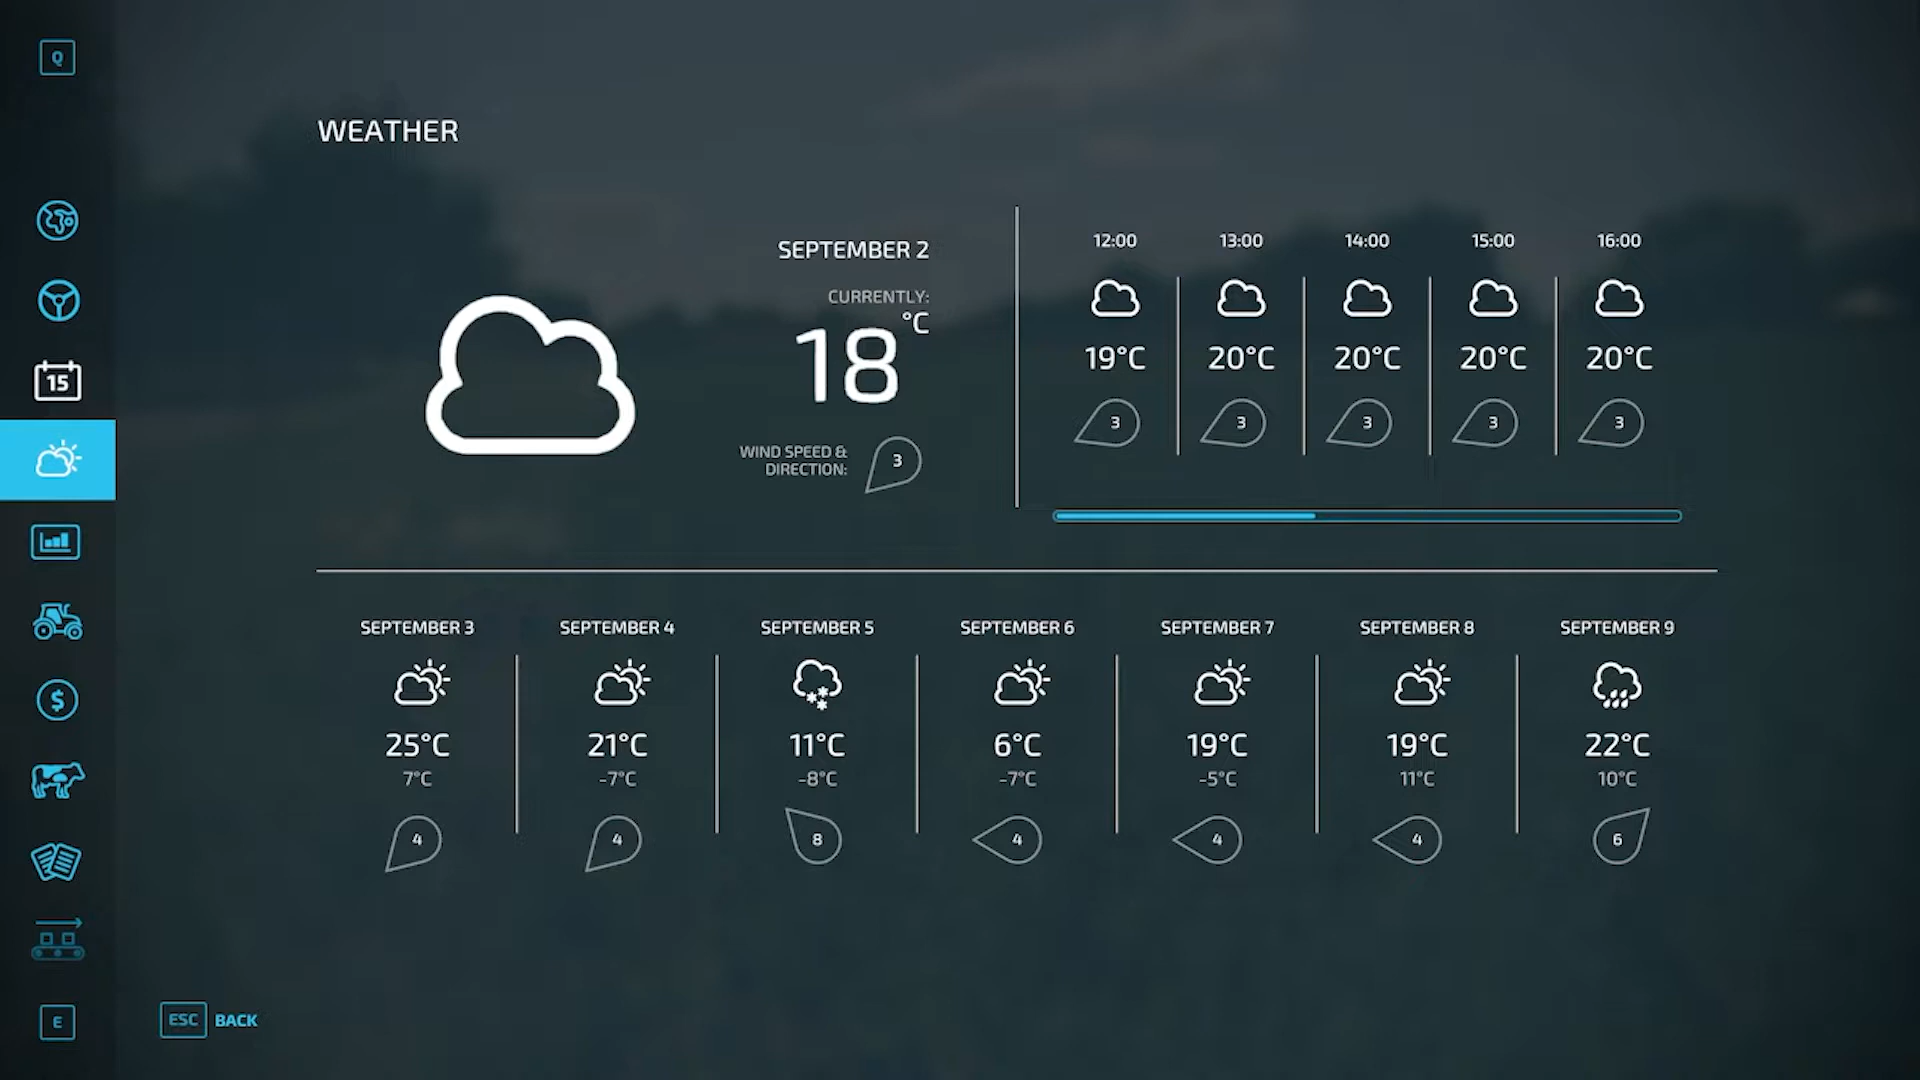 Q
WEATHER
15
SEPTEMBER 2
CURRENTLY:
18 °C
WIND SPEED &
DIRECTION:
3
12:00 13:00 14:00 15:00 16:00
19°C 20°C 20°C 20°C 20°C
3 3 3 3 3
SEPTEMBER 3 SEPTEMBER 4 SEPTEMBER 5 SEPTEMBER 6 SEPTEMBER 7 SEPTEMBER 8 SEPTEMBER 9
25°C 21°C 11°C 6°C 19°C 19°C 22°C
7°C -7°C -8°C -7°C -5°C 11°C 10°C
4 4 8 4 4 4 6
$
E
ESC BACK